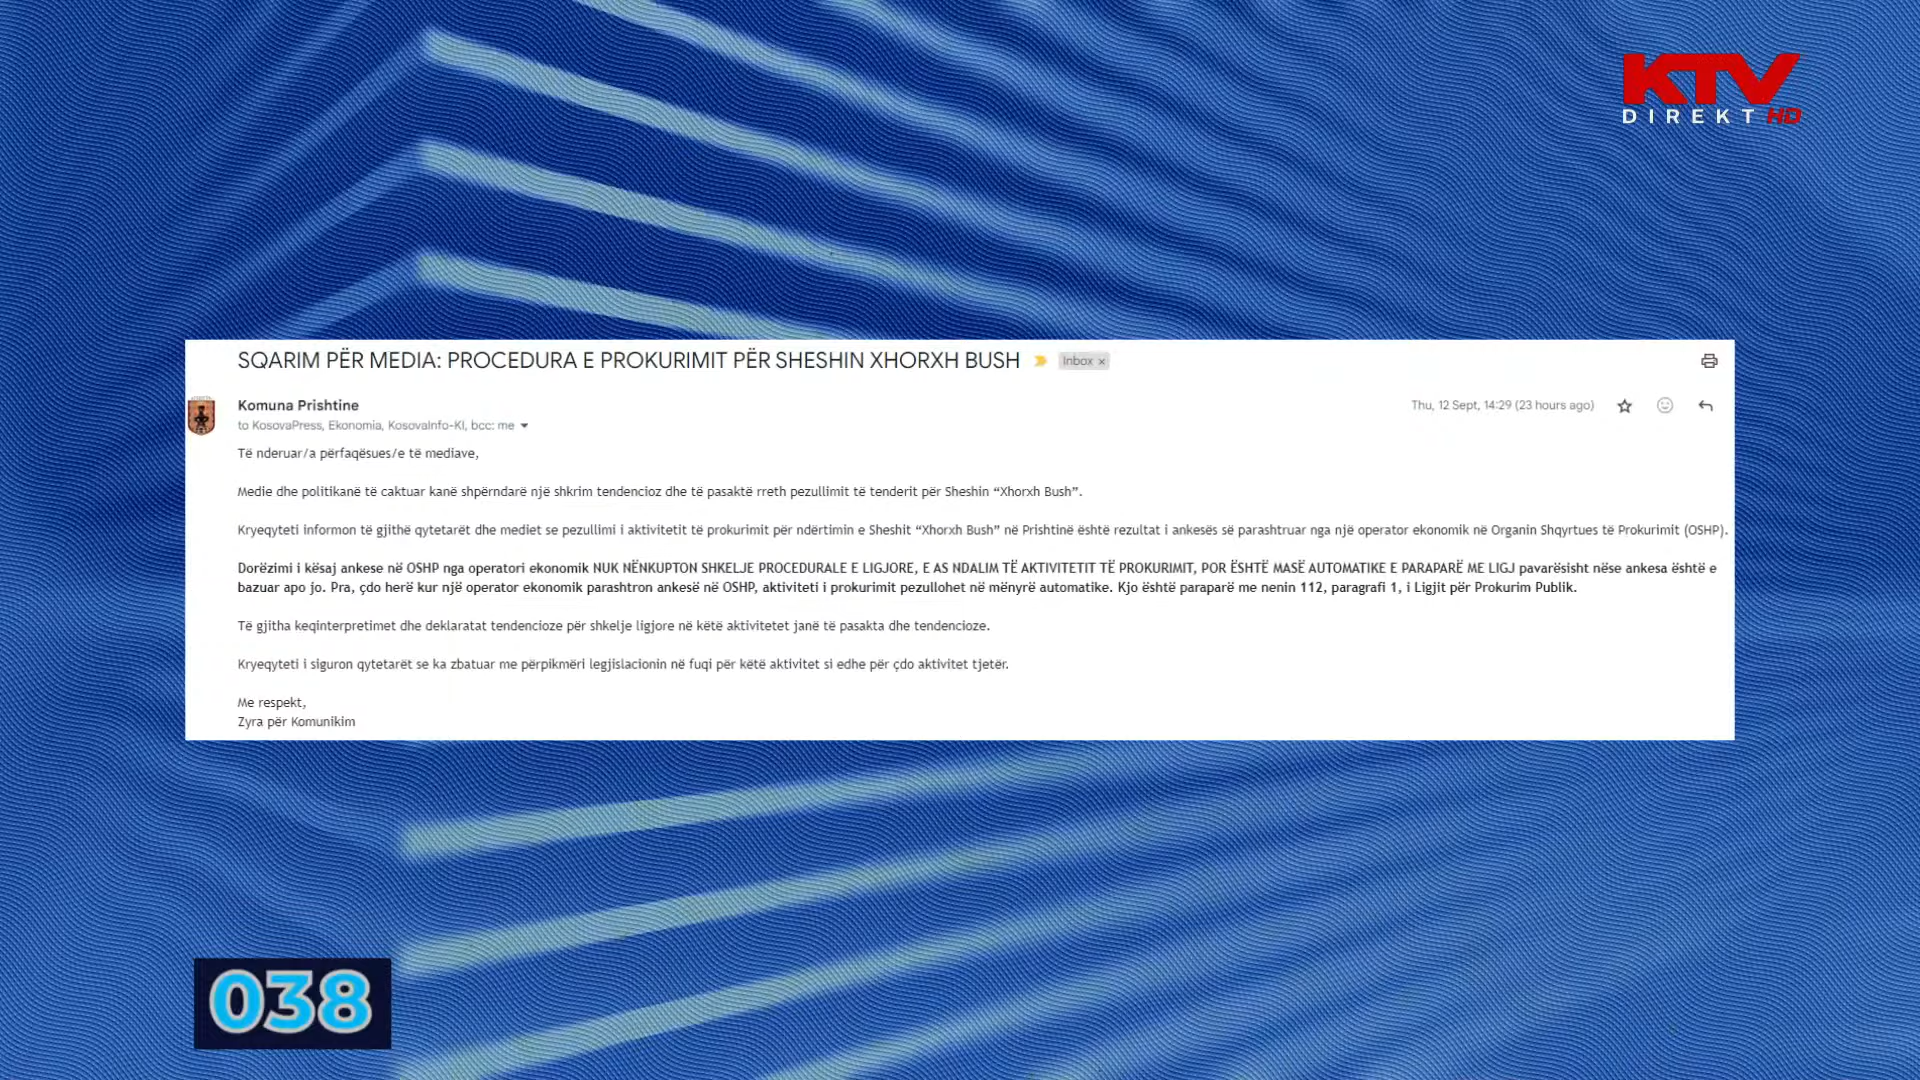 KTV
DIREKT HD
SQARIM PËR MEDIA: PROCEDURA E PROKURIMIT PËR SHESHIN XHORXH BUSH Inbox ×
Komuna Prishtine
Thu, 12 Sept, 14:29 (23 hours ago)
to KosovaPress, Ekonomia, KosovaInfo-KI, bcc: me
Të nderuar/a përfaqësues/e të mediave,
Medie dhe politikanë të caktuar kanë shpërndarë një shkrim tendencioz dhe të pasaktë rreth pezullimit të tenderit për Sheshin “Xhorxh Bush”.
Kryeqyteti informon të gjithë qytetarët dhe mediet se pezullimi i aktivitetit të prokurimit për ndërtimin e Sheshit “Xhorxh Bush” në Prishtinë është rezultat i ankesës së parashtruar nga një operator ekonomik në Organin Shqyrtues të Prokurimit (OSHP).
Dorëzimi i kësaj ankese në OSHP nga operatori ekonomik NUK NËNKUPTON SHKELJE PROCEDURALE E LIGJORE, E AS NDALIM TË AKTIVITETIT TË PROKURIMIT, POR ËSHTË MASË AUTOMATIKE E PARAPARË ME LIGJ pavarësisht nëse ankesa është e
bazuar apo jo. Pra, çdo herë kur një operator ekonomik parashtron ankesë në OSHP, aktiviteti i prokurimit pezullohet në mënyrë automatike. Kjo është paraparë me nenin 112, paragrafi 1, i Ligjit për Prokurim Publik.
Të gjitha keqinterpretimet dhe deklaratat tendencioze për shkelje ligjore në këtë aktivitetet janë të pasakta dhe tendencioze.
Kryeqyteti i siguron qytetarët se ka zbatuar me përpikmëri legjislacionin në fuqi për këtë aktivitet si edhe për çdo aktivitet tjetër.
Me respekt,
Zyra për Komunikim
038